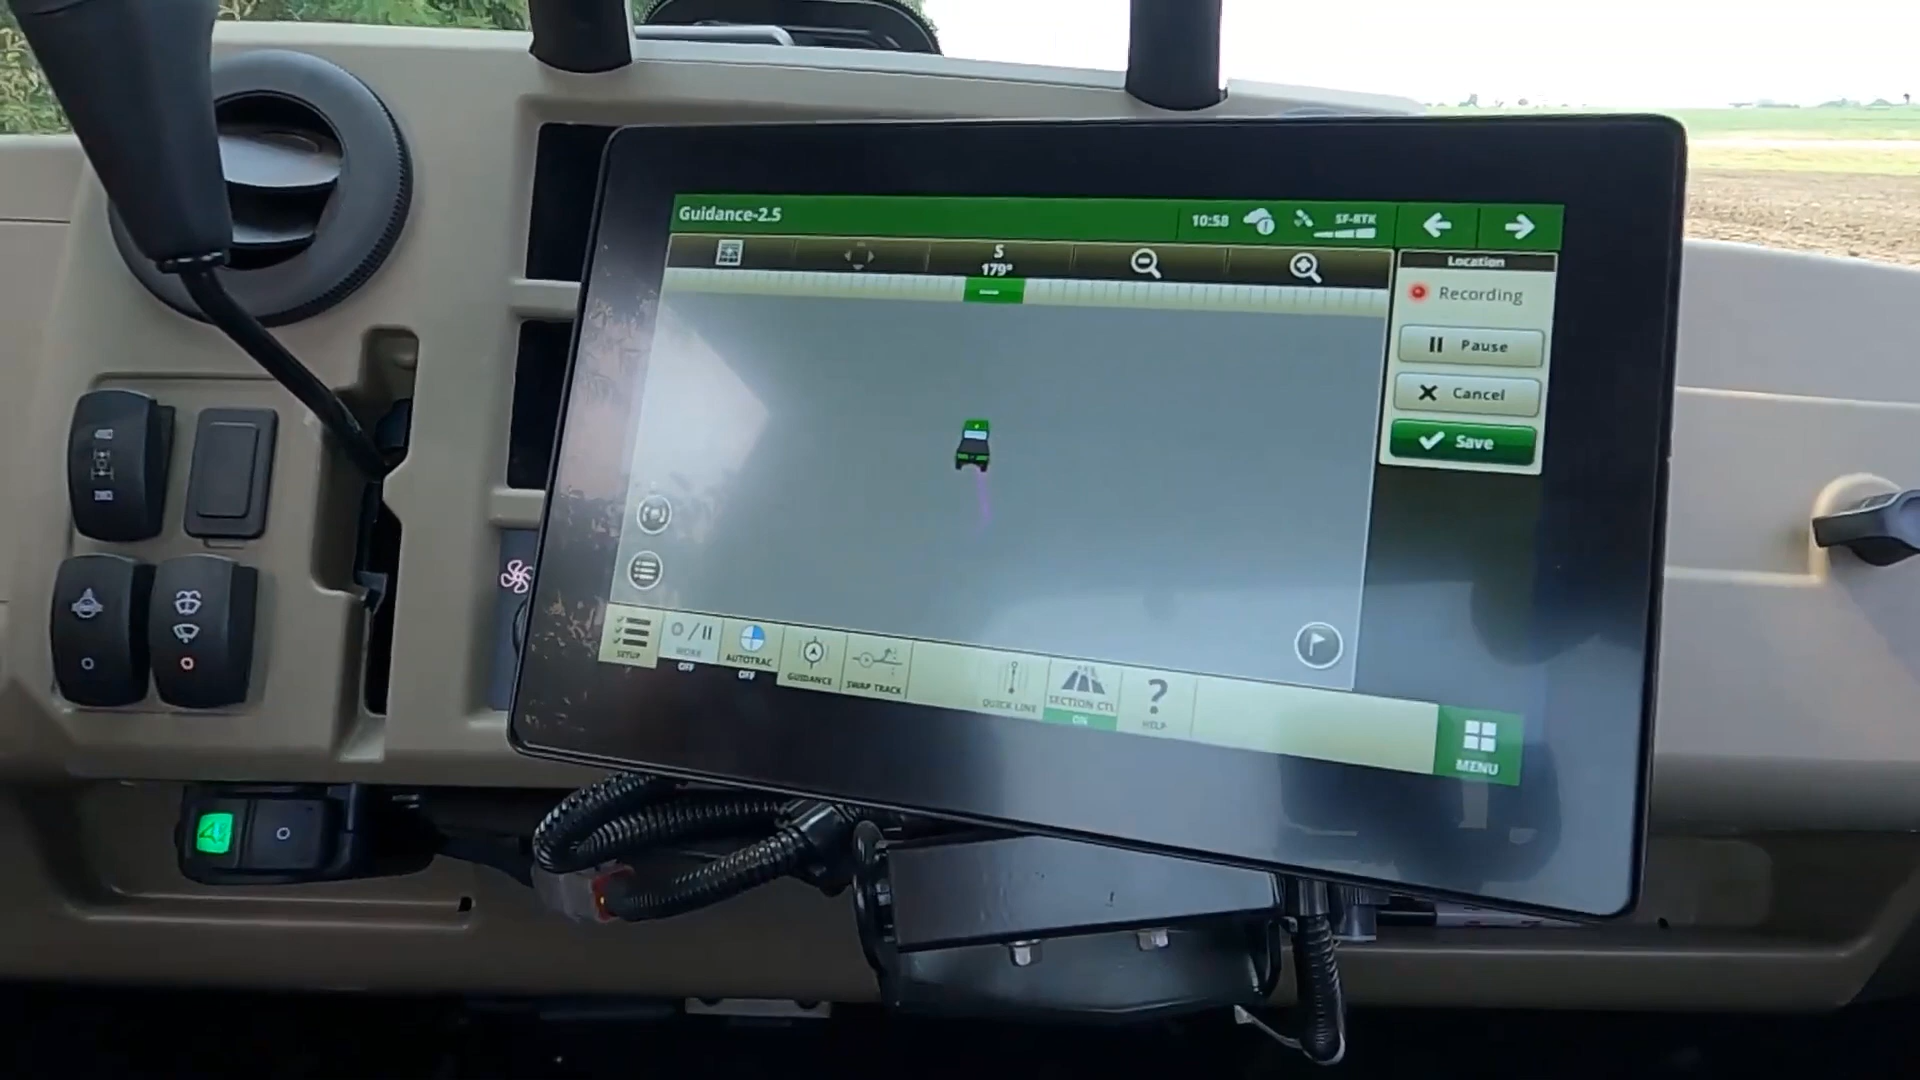 Guidance-2.5
10:58
SF-RTK
S
179°
Location
Recording
Pause
Cancel
Save
SETUP
WORK
OFF
AUTOTRAC
OFF
GUIDANCE
SWAP TRACK
QUICK LINE
SECTION CTL
ON
?
HELP
MENU